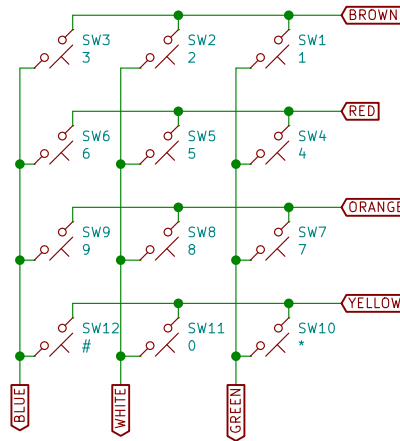 BROWN
SW3 SW2 SW1
3 2 1
RED
SW6 SW5 SW4
6 5 4
ORANGE
SW9 SW8 SW7
9 8 7
YELLOW
SW12 SW11 SW10
# 0 *
BLUE WHITE GREEN